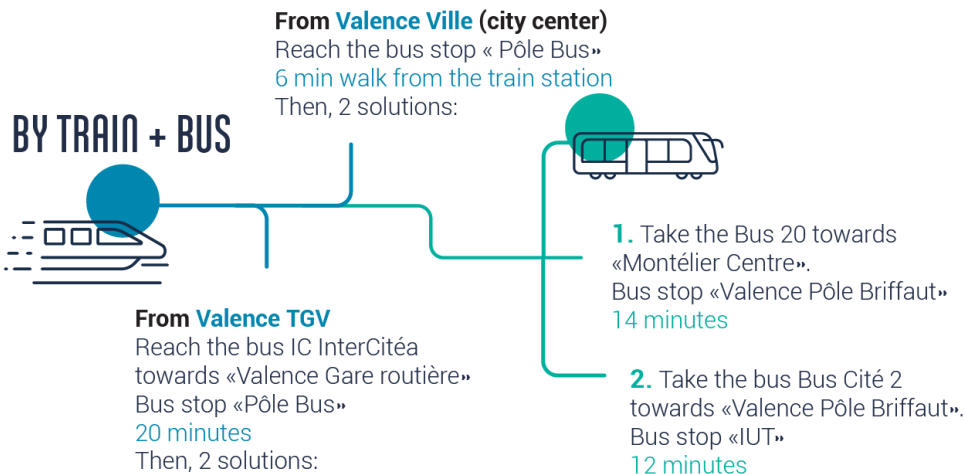 From Valence Ville (city center)
Reach the bus stop « Pôle Bus»
6 min walk from the train station
Then, 2 solutions:
BY TRAIN + BUS
From Valence TGV
Reach the bus IC InterCitéa
towards «Valence Gare routière»
Bus stop «Pôle Bus»
20 minutes
Then, 2 solutions:
1. Take the Bus 20 towards
«Montélier Centre».
Bus stop «Valence Pôle Briffaut»
14 minutes
2. Take the bus Bus Cité 2
towards «Valence Pôle Briffaut».
Bus stop «IUT»
12 minutes